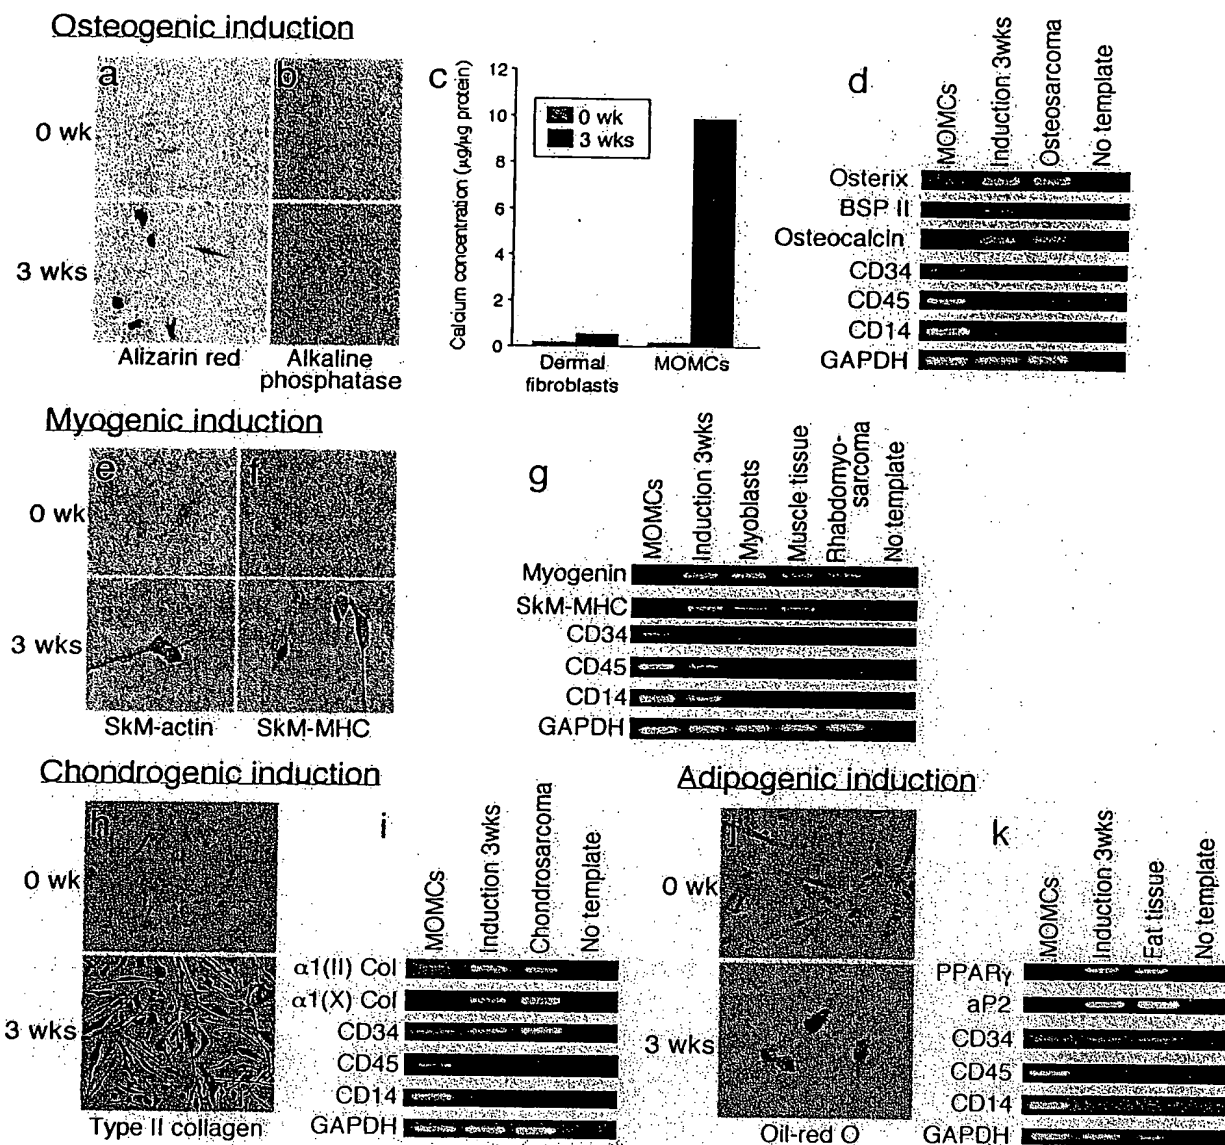 Osteogenic induction
a
b
0 wk
3 wks
Alizarin red
Alkaline
phosphatase
c
Calcium concentration (µg/µg protein)
12
10
8
6
4
2
0
0 wk
3 wks
Dermal
fibroblasts
MOMCs
d
MOMCs
Induction 3wks
Osteosarcoma
No template
Osterix
BSP II
Osteocalcin
CD34
CD45
CD14
GAPDH
Myogenic induction
e
f
0 wk
3 wks
SkM-actin
SkM-MHC
g
MOMCs
Induction 3wks
Myoblasts
Muscle tissue
Rhabdomyo-
sarcoma
No template
Myogenin
SkM-MHC
CD34
CD45
CD14
GAPDH
Chondrogenic induction
h
0 wk
3 wks
Type II collagen
i
MOMCs
Induction 3wks
Chondrosarcoma
No template
α1(II) Col
α1(X) Col
CD34
CD45
CD14
GAPDH
Adipogenic induction
j
0 wk
3 wks
Oil-red O
k
MOMCs
Induction 3wks
Fat tissue
No template
PPARγ
aP2
CD34
CD45
CD14
GAPDH